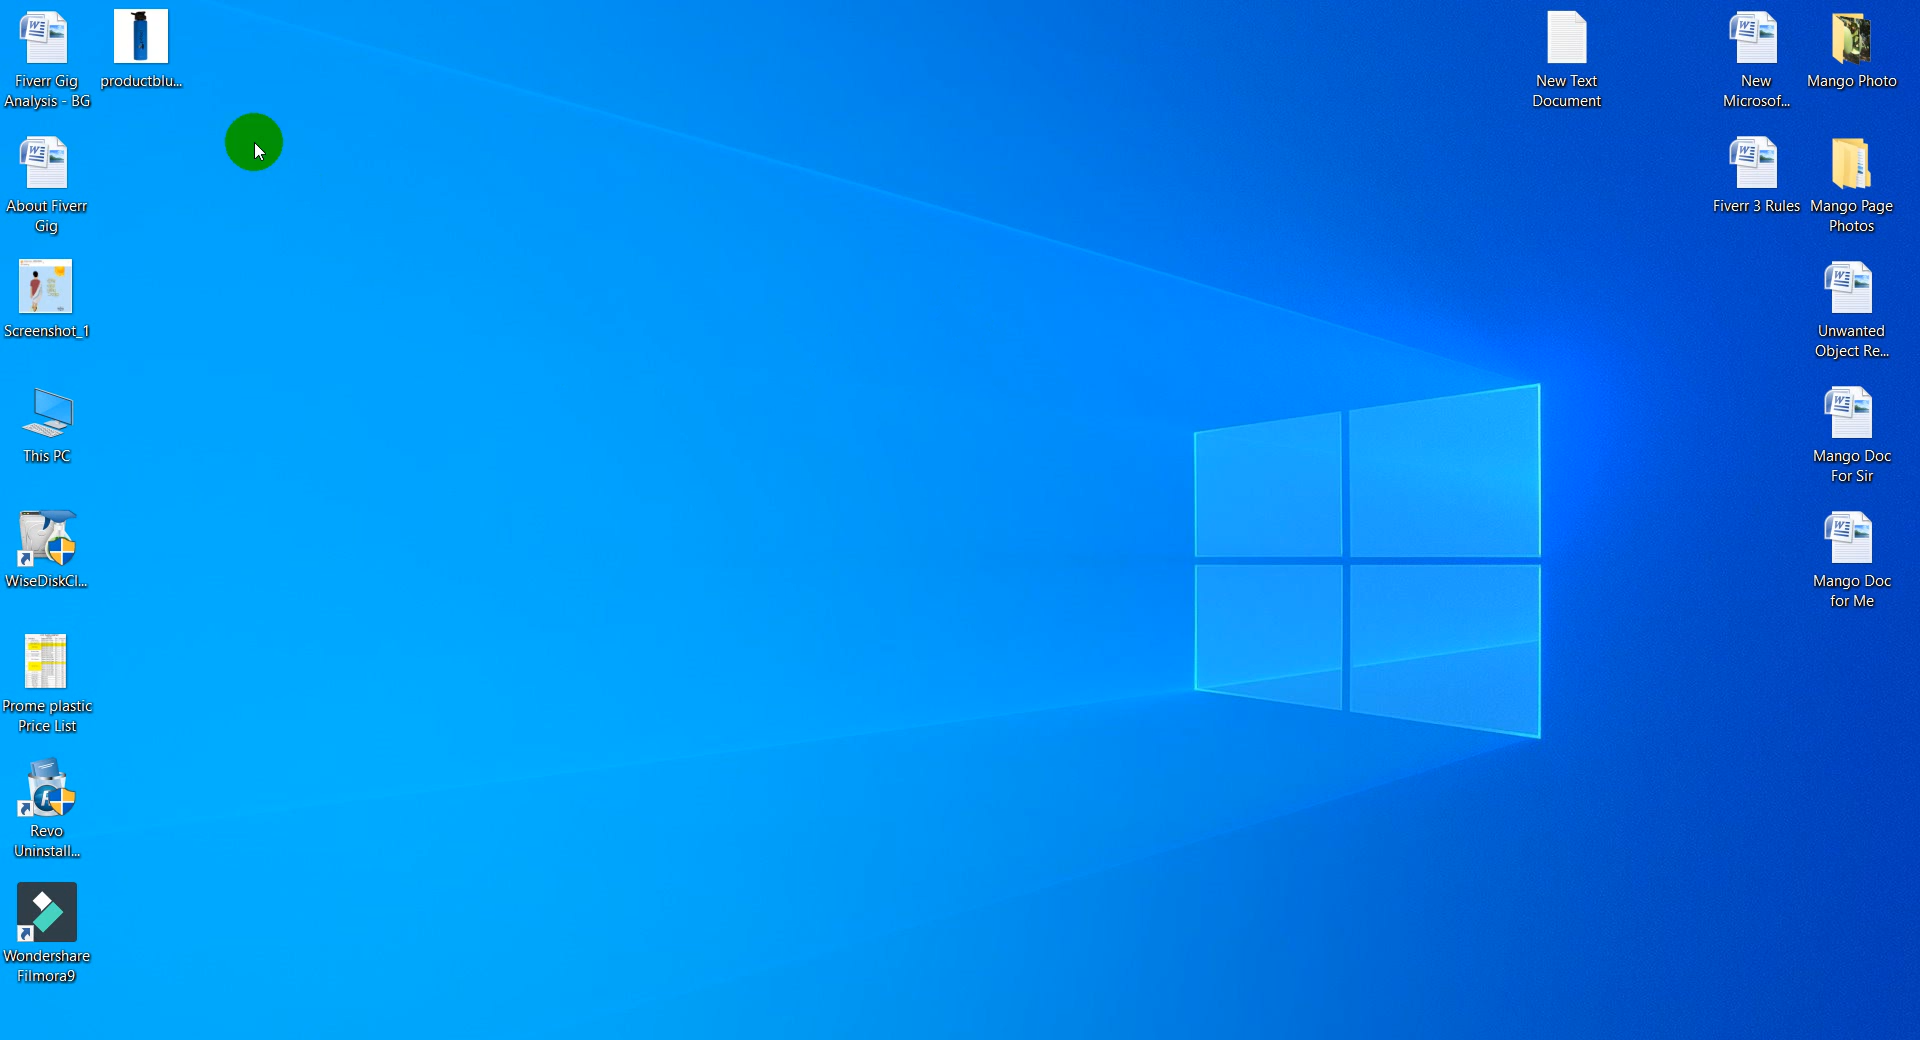 Fiverr Gig
Analysis - BG
productblu...
About Fiverr
Gig
Screenshot_1
This PC
WiseDiskCl...
Prome plastic
Price List
Revo
Uninstall...
Wondershare
Filmora9
New Text
Document
New
Microsof...
Mango Photo
Fiverr 3 Rules
Mango Page
Photos
Unwanted
Object Re...
Mango Doc
For Sir
Mango Doc
for Me